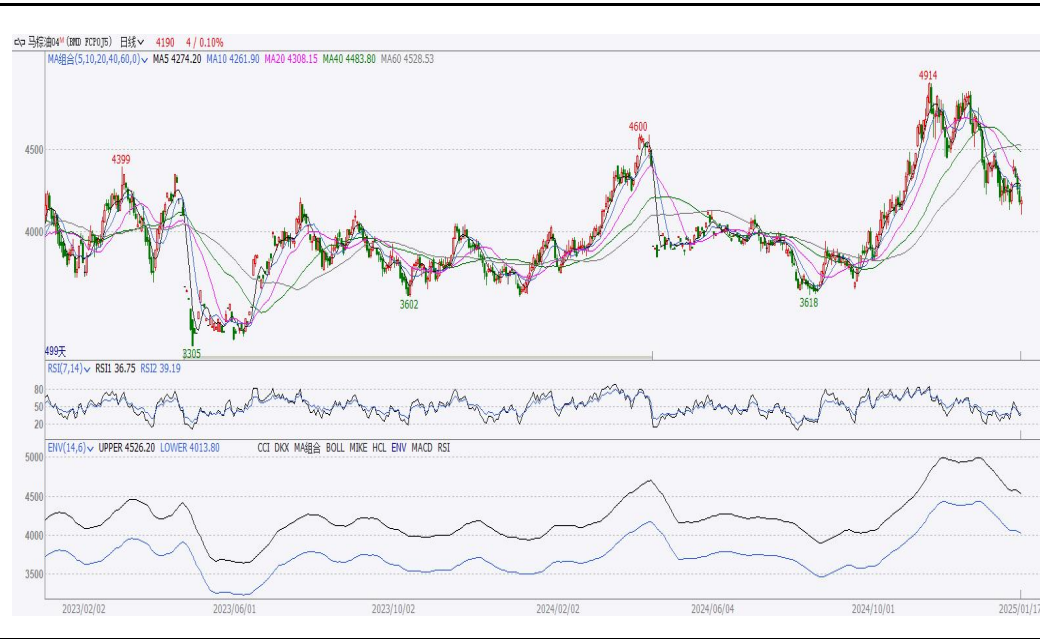 马棕油04M (BMD FCPOJ5) 日线 4190 4 / 0.10%
MA组合(5,10,20,40,60,0) MA5 4274.20 MA10 4261.90 MA20 4308.15 MA40 4483.80 MA60 4528.53
4914
4600
4500
4399
4000
3602
3618
3305
499天
RSI(7,14) RSI1 36.75 RSI2 39.19
80
50
20
ENV(14,6) UPPER 4526.20 LOWER 4013.80 CCI DKX MA组合 BOLL MIKE HCL ENV MACD RSI
5000
4500
4000
3500
2023/02/02 2023/06/01 2023/10/02 2024/02/02 2024/06/04 2024/10/01 2025/01/17